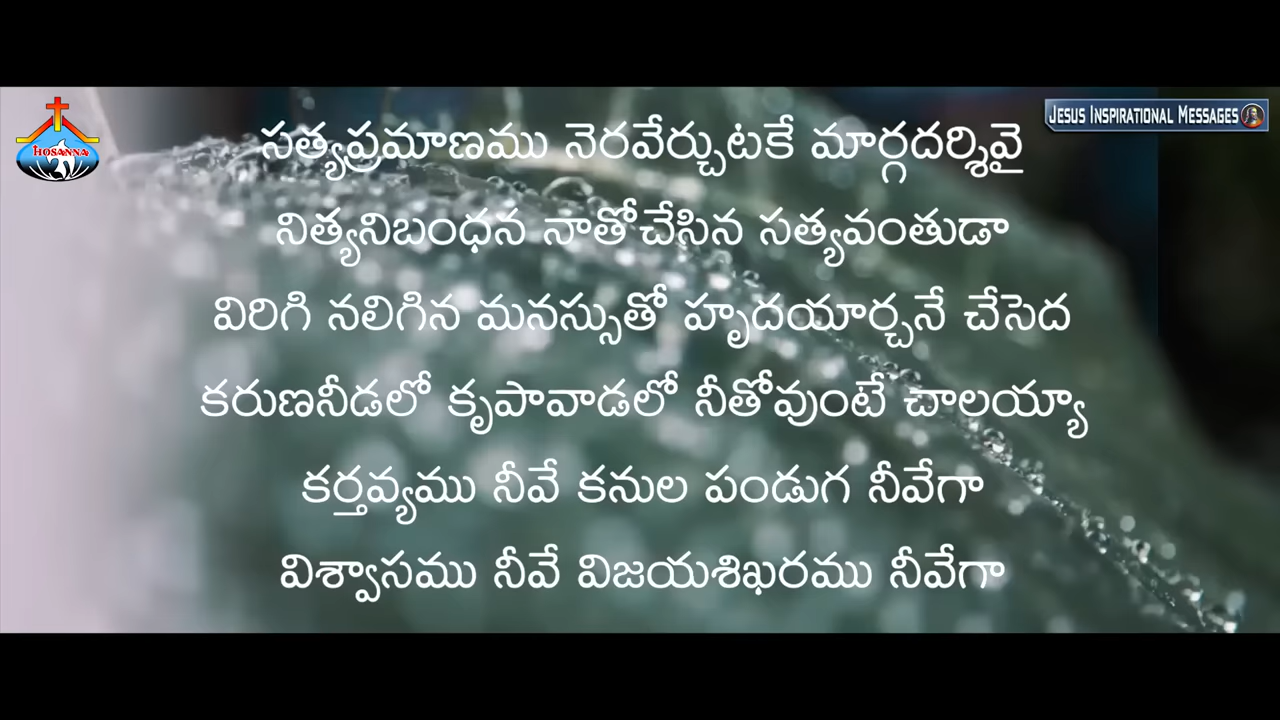 HOSANNA
JESUS INSPIRATIONAL MESSAGES
సత్యప్రమాణము నెరవేర్చుటకే మార్గదర్శివై
నిత్యనిబంధన నాతోచేసిన సత్యవంతుడా
విరిగి నలిగిన మనస్సుతో హృదయార్చనే చేసెద
కరుణనీడలో కృపావాడలో నీతోవుంటే చాలయ్యా
కర్తవ్యము నీవే కనుల పండుగ నీవేగా
విశ్వాసము నీవే విజయశిఖరము నీవేగా